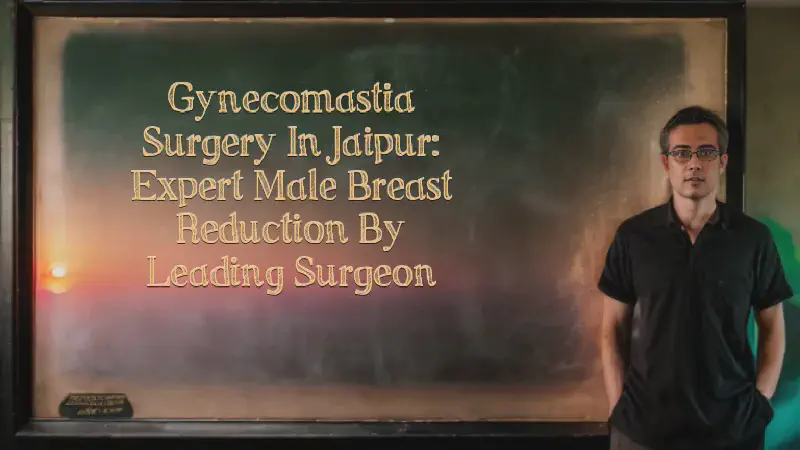 Gynecomastia
Surgery In Jaipur:
Expert Male Breast
Reduction By
Leading Surgeon